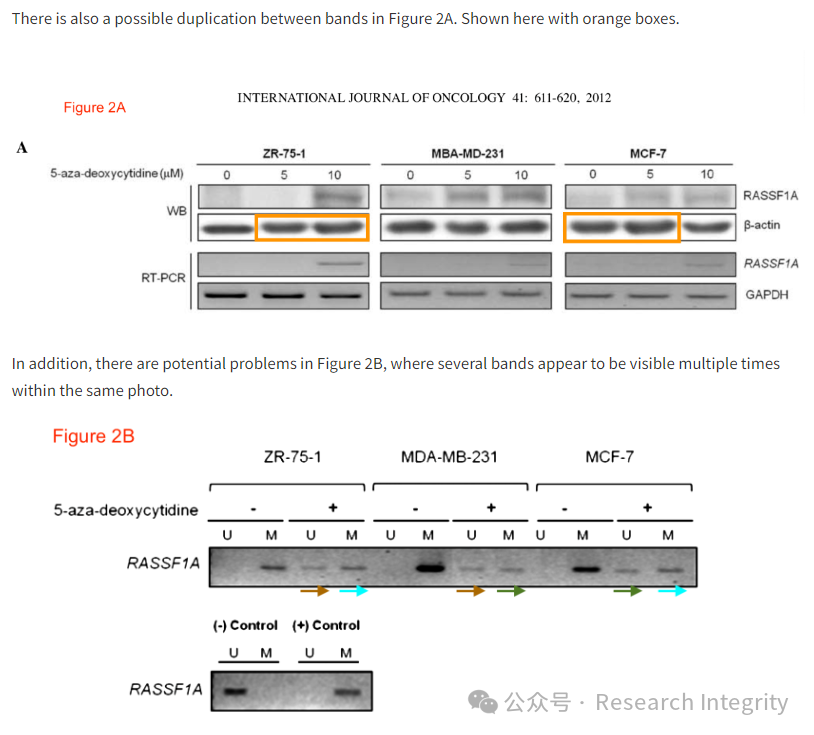 There is also a possible duplication between bands in Figure 2A. Shown here with orange boxes.
Figure 2A
INTERNATIONAL JOURNAL OF ONCOLOGY 41: 611-620, 2012
A
ZR-75-1 MBA-MD-231 MCF-7
5-aza-deoxycytidine (μM) 0 5 10 0 5 10 0 5 10
WB RASSF1A
β-actin
RT-PCR RASSF1A
GAPDH
In addition, there are potential problems in Figure 2B, where several bands appear to be visible multiple times
within the same photo.
Figure 2B
ZR-75-1 MDA-MB-231 MCF-7
5-aza-deoxycytidine - + - + - +
U M U M U M U M U M U M
RASSF1A
(-) Control (+) Control
U M U M
RASSF1A
公众号 · Research Integrity